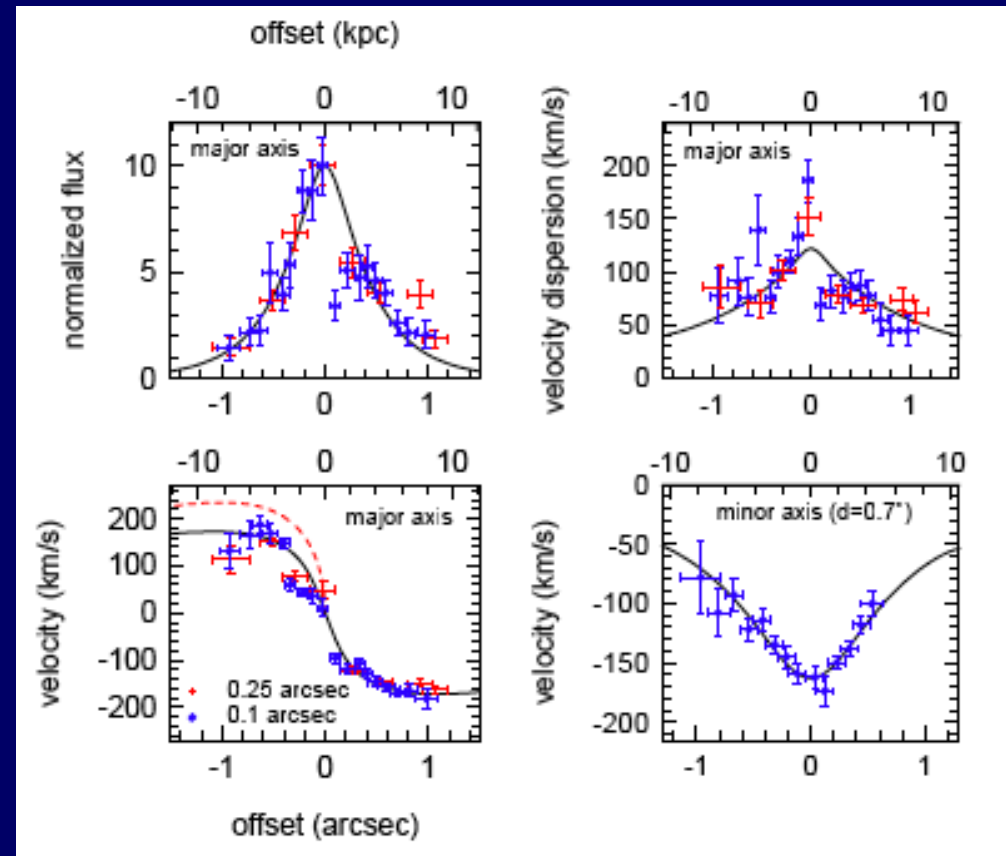 offset (kpc)
-10 0 10
normalized flux
major axis
10
5
0
-1 0 1
-10 0 10
velocity dispersion (km/s)
major axis
200
150
100
50
0
-1 0 1
-10 0 10
velocity (km/s)
major axis
200
100
0
-100
-200
0.25 arcsec
0.1 arcsec
-1 0 1
offset (arcsec)
-10 0 10
velocity (km/s)
minor axis (d=0.7")
0
-50
-100
-150
-200
-1 0 1